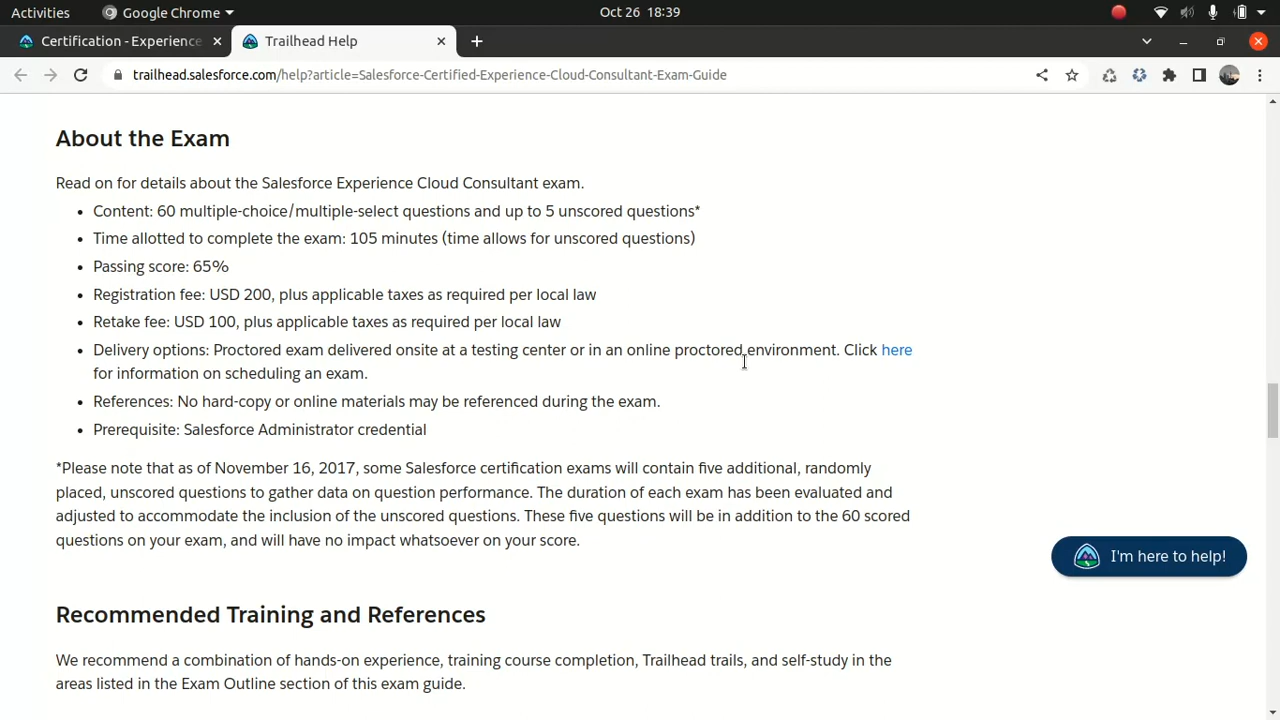 Activities
Google Chrome
Oct 26 18:39
Certification - Experience
Trailhead Help
trailhead.salesforce.com/help?article=Salesforce-Certified-Experience-Cloud-Consultant-Exam-Guide
About the Exam
Read on for details about the Salesforce Experience Cloud Consultant exam.
• Content: 60 multiple-choice/multiple-select questions and up to 5 unscored questions*
• Time allotted to complete the exam: 105 minutes (time allows for unscored questions)
• Passing score: 65%
• Registration fee: USD 200, plus applicable taxes as required per local law
• Retake fee: USD 100, plus applicable taxes as required per local law
• Delivery options: Proctored exam delivered onsite at a testing center or in an online proctored environment. Click here
for information on scheduling an exam.
• References: No hard-copy or online materials may be referenced during the exam.
• Prerequisite: Salesforce Administrator credential
*Please note that as of November 16, 2017, some Salesforce certification exams will contain five additional, randomly
placed, unscored questions to gather data on question performance. The duration of each exam has been evaluated and
adjusted to accommodate the inclusion of the unscored questions. These five questions will be in addition to the 60 scored
questions on your exam, and will have no impact whatsoever on your score.
I'm here to help!
Recommended Training and References
We recommend a combination of hands-on experience, training course completion, Trailhead trails, and self-study in the
areas listed in the Exam Outline section of this exam guide.